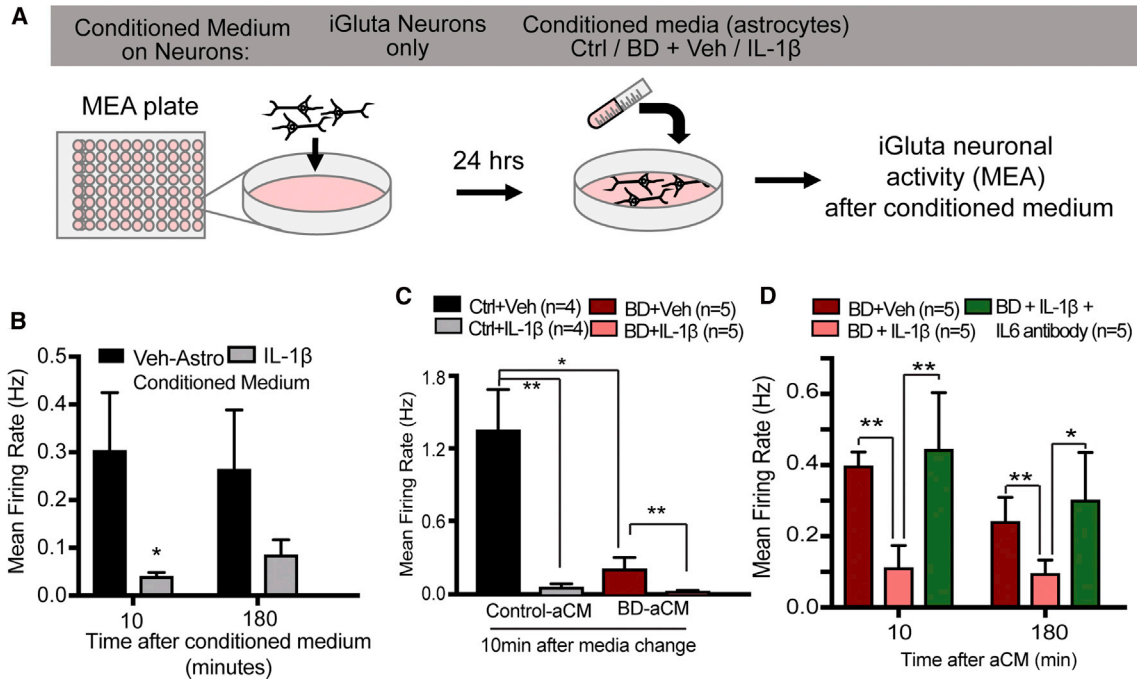 A
Conditioned Medium
on Neurons:
iGluta Neurons
only
Conditioned media (astrocytes)
Ctrl / BD + Veh / IL-1β
MEA plate
24 hrs
iGluta neuronal
activity (MEA)
after conditioned medium
B
Veh-Astro IL-1β
Conditioned Medium
Mean Firing Rate (Hz)
0.5
0.4
0.3
0.2
0.1
0.0
*
10 180
Time after conditioned medium
(minutes)
C
Ctrl+Veh (n=4) BD+Veh (n=5)
Ctrl+IL-1β (n=4) BD+IL-1β (n=5)
Mean Firing Rate (Hz)
1.8
1.2
0.6
0.0
*
**
**
Control-aCM BD-aCM
10min after media change
D
BD+Veh (n=5) BD + IL-1β +
BD + IL-1β (n=5) IL6 antibody (n=5)
Mean Firing Rate (Hz)
0.6
0.4
0.2
0.0
**
**
**
*
10 180
Time after aCM (min)